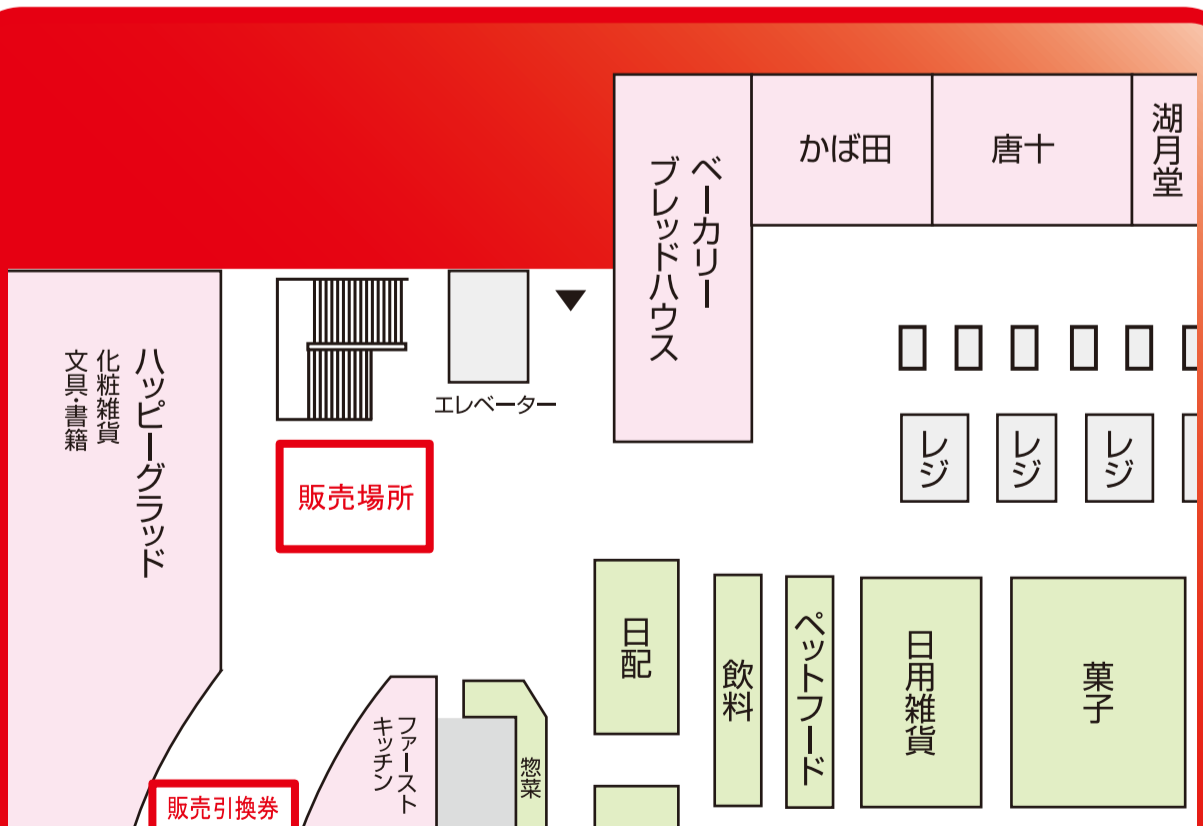 かば田
唐十
湖月堂
ベーカリー
ブレッドハウス
ハッピーグラッド
化粧雑貨
文具・書籍
エレベーター
販売場所
レジ
レジ
レジ
日配
飲料
ペットフード
日用雑貨
菓子
ファースト
キッチン
惣菜
販売引換券